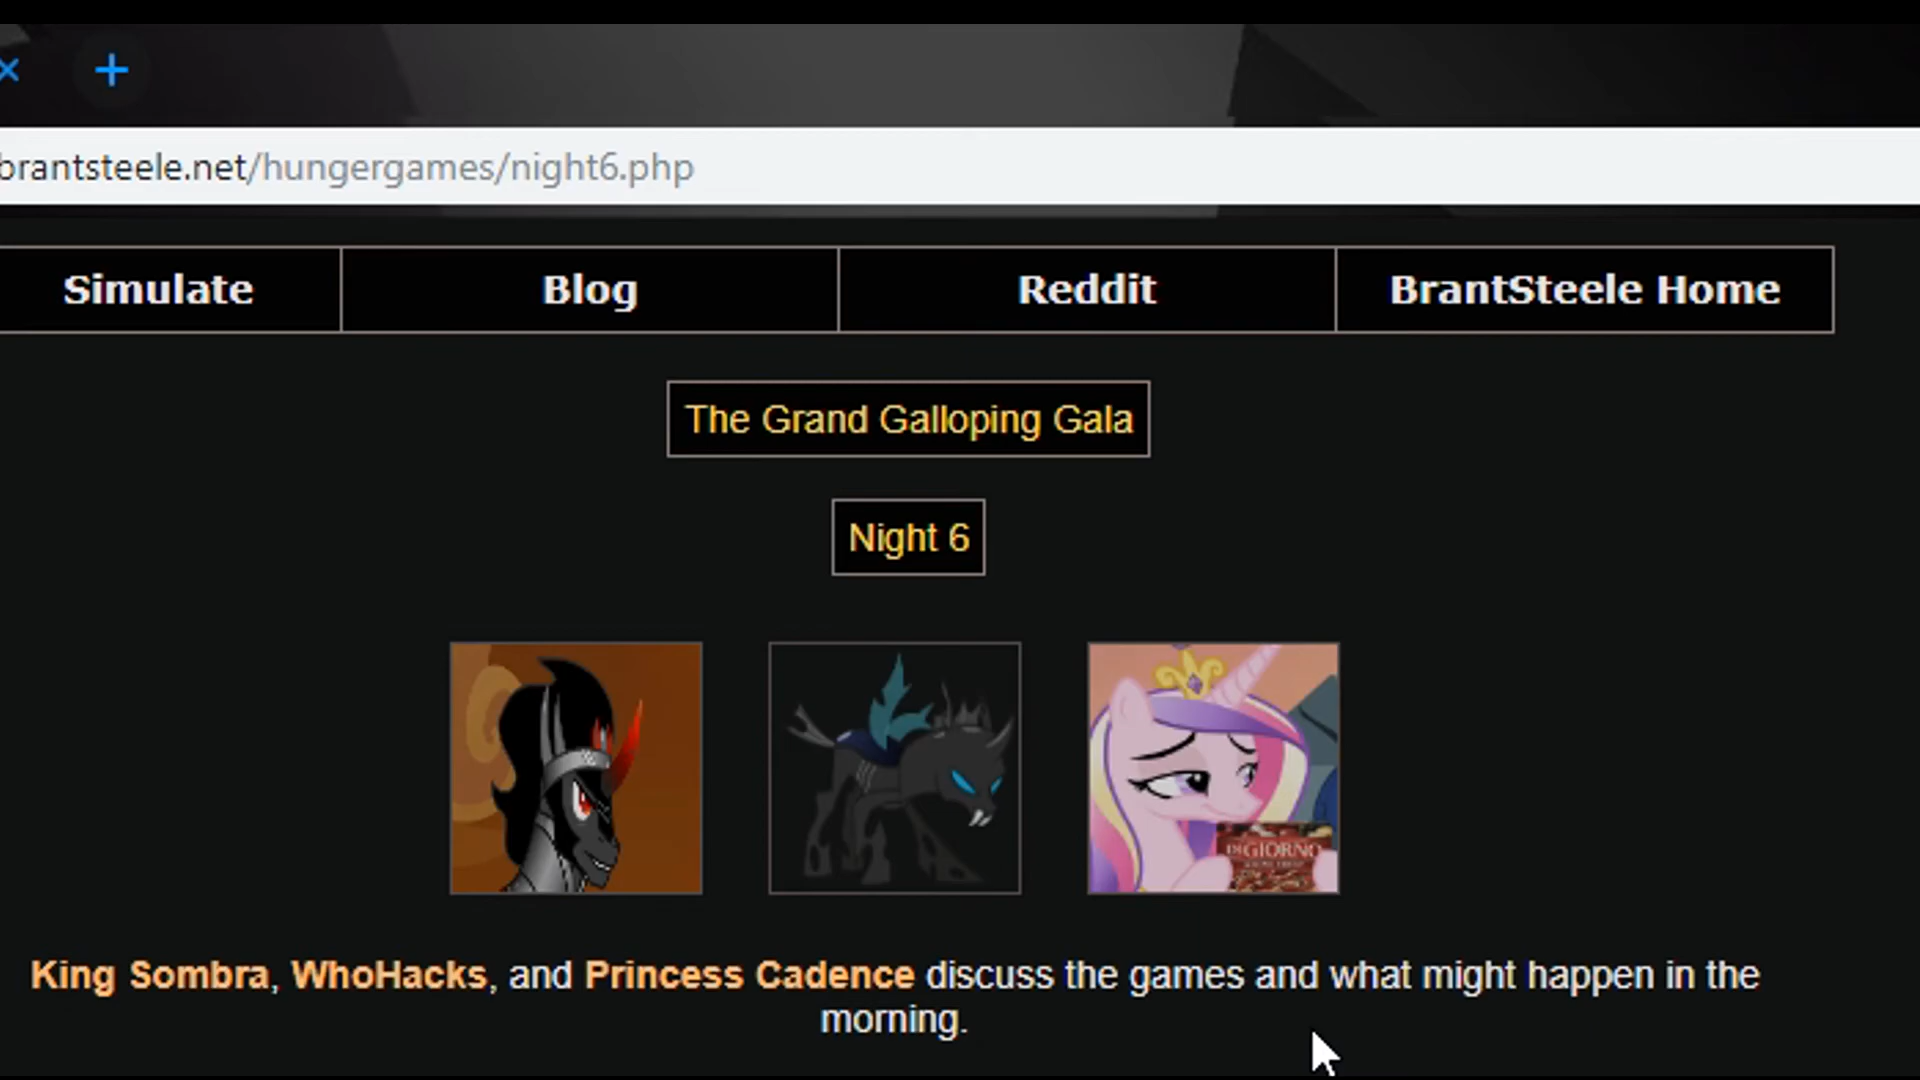 brantsteele.net/hungergames/night6.php
Simulate Blog Reddit BrantSteele Home
The Grand Galloping Gala
Night 6
DIGIORNO
King Sombra, WhoHacks, and Princess Cadence discuss the games and what might happen in the
morning.